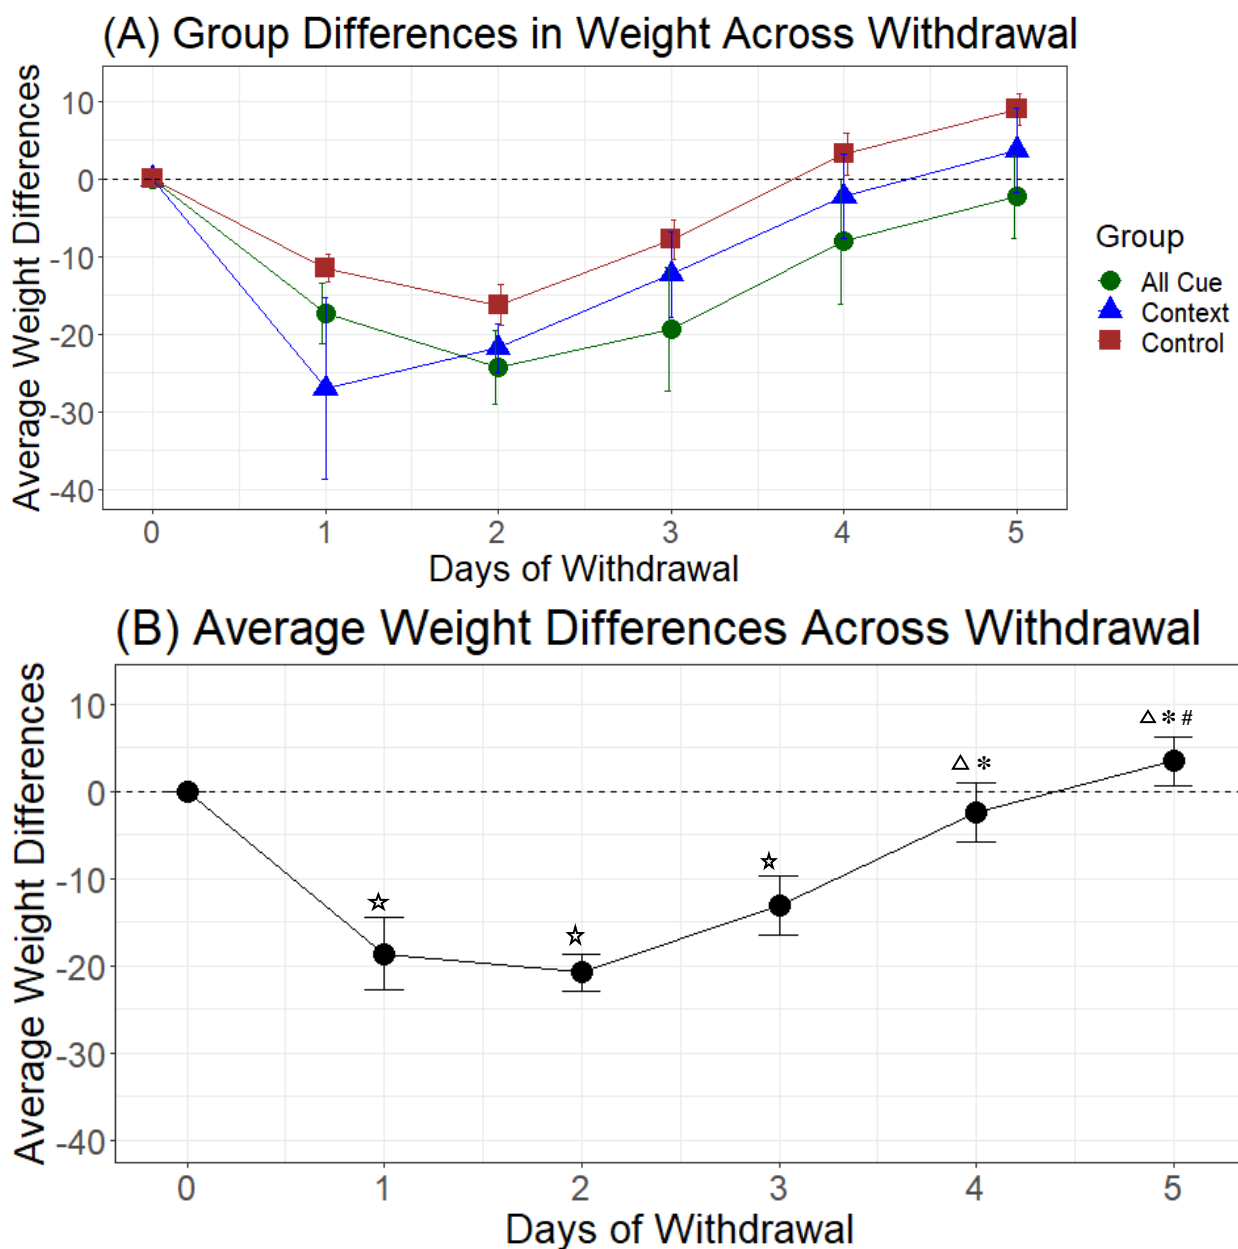 (A) Group Differences in Weight Across Withdrawal
Average Weight Differences
10
0
-10
-20
-30
-40
0 1 2 3 4 5
Days of Withdrawal
Group
All Cue
Context
Control
(B) Average Weight Differences Across Withdrawal
Average Weight Differences
10
0
-10
-20
-30
-40
☆
☆
☆
△ *
△ * #
0 1 2 3 4 5
Days of Withdrawal